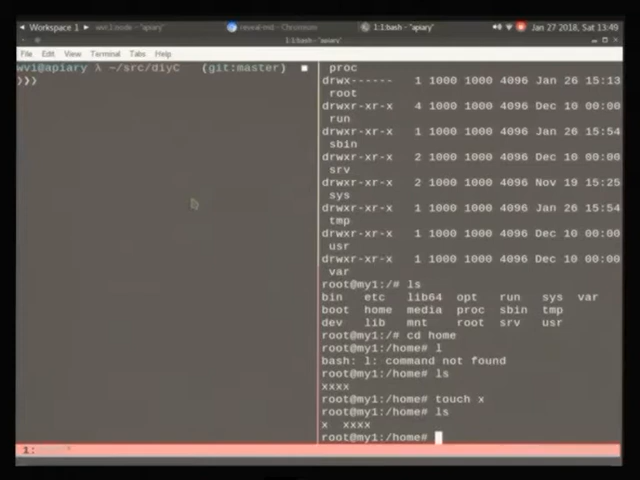 Workspace 1 wvi:node - "apiary" reveal-md - Chromium 1:1:bash - "apiary" Jan 27 2018, Sat 13:49
1:1:bash - "apiary"
File Edit View Terminal Tabs Help
wvi@apiary λ ~/src/diyC (git:master)
❯❯❯
proc
drwx------ 1 1000 1000 4096 Jan 26 15:13
root
drwxr-xr-x 4 1000 1000 4096 Dec 10 00:00
run
drwxr-xr-x 1 1000 1000 4096 Jan 26 15:54
sbin
drwxr-xr-x 2 1000 1000 4096 Dec 10 00:00
srv
drwxr-xr-x 2 1000 1000 4096 Nov 19 15:25
sys
drwxr-xr-x 1 1000 1000 4096 Jan 26 15:54
tmp
drwxr-xr-x 1 1000 1000 4096 Dec 10 00:00
usr
drwxr-xr-x 1 1000 1000 4096 Dec 10 00:00
var
root@my1:/# ls
bin etc lib64 opt run sys var
boot home media proc sbin tmp
dev lib mnt root srv usr
root@my1:/# cd home
root@my1:/home# l
bash: l: command not found
root@my1:/home# ls
xxxx
root@my1:/home# touch x
root@my1:/home# ls
x xxxx
root@my1:/home#
1: